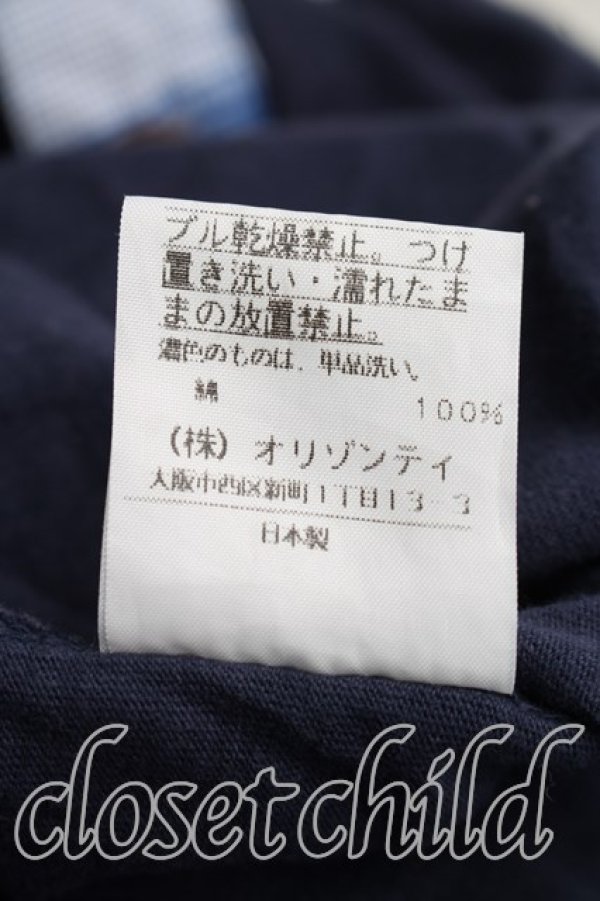 ブル乾燥禁止。つけ
置き洗い・濡れたま
まの放置禁止。
濃色のものは、単品洗い。
綿 100%
(株) オリゾンティ
大阪市西区新町1丁目13-3
日本製
closet child